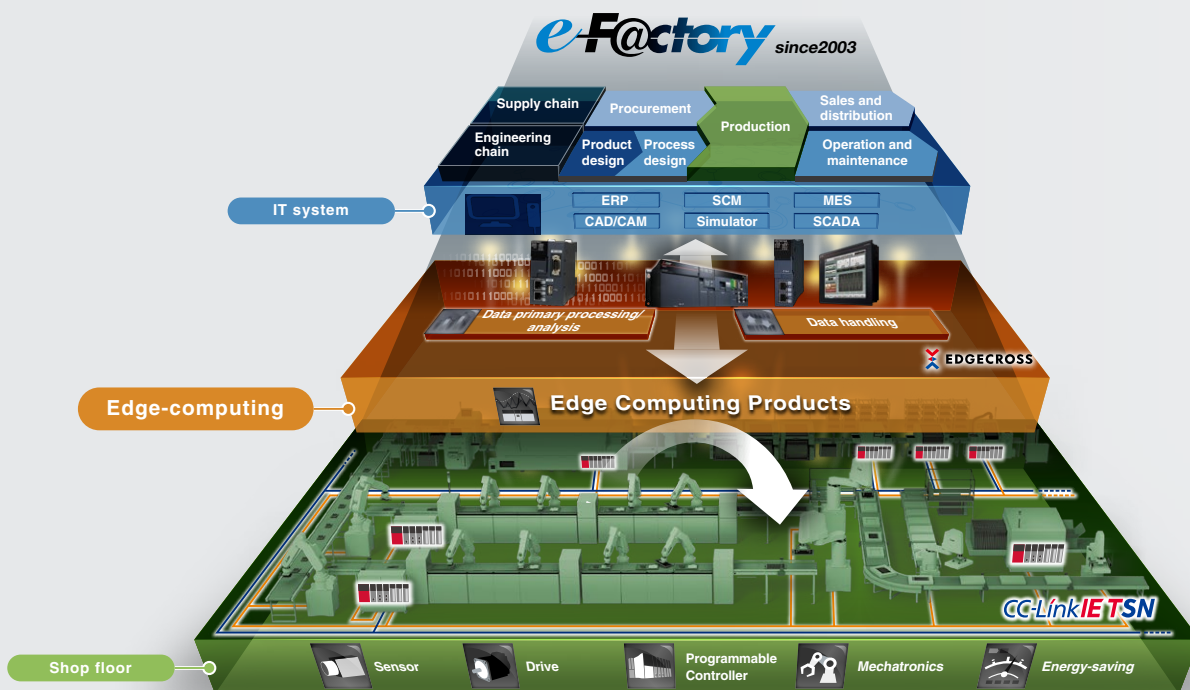 e-F@ctory since2003
Supply chain
Procurement
Production
Sales and
distribution
Engineering
chain
Product
design
Process
design
Operation and
maintenance
IT system
ERP
SCM
MES
CAD/CAM
Simulator
SCADA
Data primary processing/
analysis
Data handling
EDGECROSS
Edge-computing
Edge Computing Products
CC-Link IE TSN
Shop floor
Sensor
Drive
Programmable
Controller
Mechatronics
Energy-saving